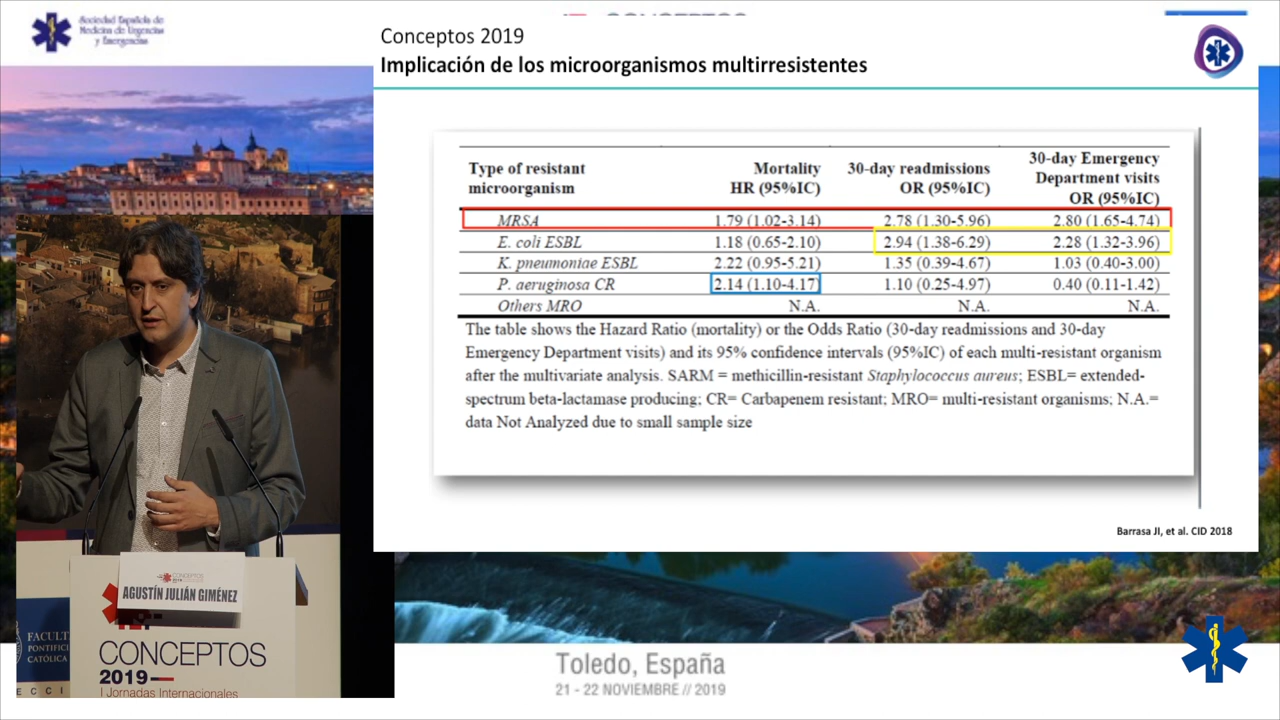 Sociedad Española de
Medicina de Urgencias
y Emergencias
CONCEPTOS
Conceptos 2019
Implicación de los microorganismos multirresistentes
Type of resistant microorganism	Mortality HR (95%IC)	30-day readmissions OR (95%IC)	30-day Emergency Department visits OR (95%IC)
MRSA	1.79 (1.02-3.14)	2.78 (1.30-5.96)	2.80 (1.65-4.74)
E. coli ESBL	1.18 (0.65-2.10)	2.94 (1.38-6.29)	2.28 (1.32-3.96)
K. pneumoniae ESBL	2.22 (0.95-5.21)	1.35 (0.39-4.67)	1.03 (0.40-3.00)
P. aeruginosa CR	2.14 (1.10-4.17)	1.10 (0.25-4.97)	0.40 (0.11-1.42)
Others MRO	N.A.	N.A.	N.A.
The table shows the Hazard Ratio (mortality) or the Odds Ratio (30-day readmissions and 30-day
Emergency Department visits) and its 95% confidence intervals (95%IC) of each multi-resistant organism
after the multivariate analysis. SARM = methicillin-resistant Staphylococcus aureus; ESBL= extended-
spectrum beta-lactamase producing; CR= Carbapenem resistant; MRO= multi-resistant organisms; N.A.=
data Not Analyzed due to small sample size
Barrasa JI, et al. CID 2018
CONCEPTOS
2019
AGUSTÍN JULIÁN GIMÉNEZ
FACULT
PONTIFIC
CATÓLICA
ECCI
CONCEPTOS
2019
I Jornadas Internacionales
Toledo, España
21 - 22 NOVIEMBRE // 2019